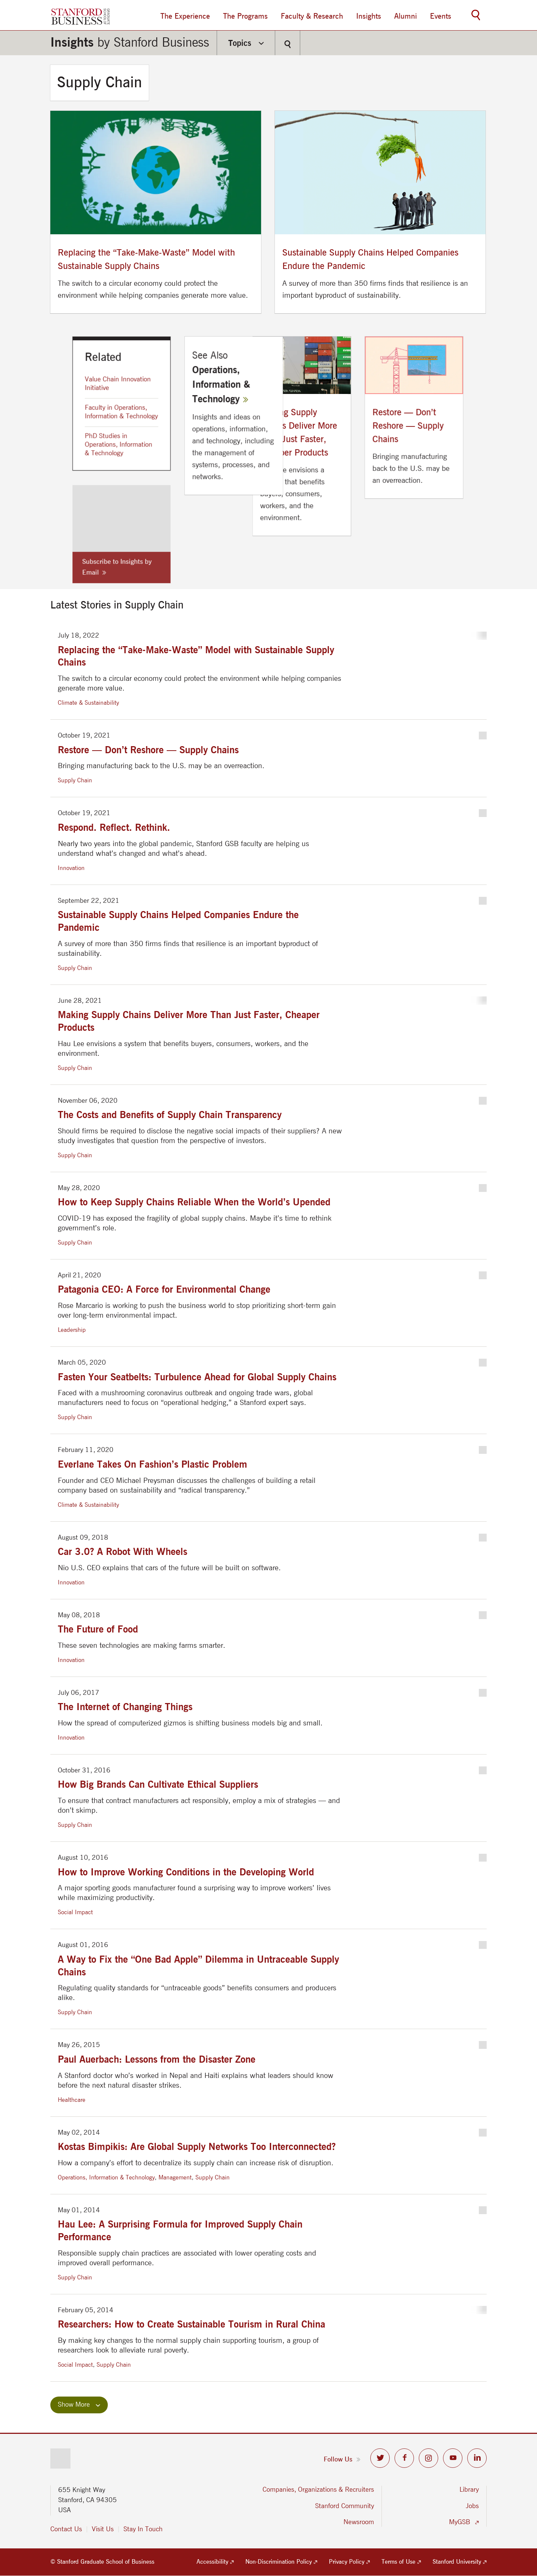 STANFORD
BUSINESS
The Experience
The Programs
Faculty & Research
Insights
Alumni
Events
Insights by Stanford Business
Topics
Supply Chain
Replacing the “Take-Make-Waste” Model with
Sustainable Supply Chains
The switch to a circular economy could protect the
environment while helping companies generate more value.
Sustainable Supply Chains Helped Companies
Endure the Pandemic
A survey of more than 350 firms finds that resilience is an
important byproduct of sustainability.
Related
Value Chain Innovation
Initiative
Faculty in Operations,
Information & Technology
PhD Studies in
Operations, Information
& Technology
Subscribe to Insights by
Email »
See Also
Operations,
Information &
Technology »
Insights and ideas on
operations, information,
and technology, including
the management of
systems, processes, and
networks.
Supply
Deliver More
Just Faster,
Products
envisions a
that benefits
buyers, consumers,
workers, and the
environment.
Restore — Don’t
Reshore — Supply
Chains
Bringing manufacturing
back to the U.S. may be
an overreaction.
Latest Stories in Supply Chain
July 18, 2022
Replacing the “Take-Make-Waste” Model with Sustainable Supply
Chains
The switch to a circular economy could protect the environment while helping companies
generate more value.
Climate & Sustainability
October 19, 2021
Restore — Don’t Reshore — Supply Chains
Bringing manufacturing back to the U.S. may be an overreaction.
Supply Chain
October 19, 2021
Respond. Reflect. Rethink.
Nearly two years into the global pandemic, Stanford GSB faculty are helping us
understand what’s changed and what’s ahead.
Innovation
September 22, 2021
Sustainable Supply Chains Helped Companies Endure the
Pandemic
A survey of more than 350 firms finds that resilience is an important byproduct of
sustainability.
Supply Chain
June 28, 2021
Making Supply Chains Deliver More Than Just Faster, Cheaper
Products
Hau Lee envisions a system that benefits buyers, consumers, workers, and the
environment.
Supply Chain
November 06, 2020
The Costs and Benefits of Supply Chain Transparency
Should firms be required to disclose the negative social impacts of their suppliers? A new
study investigates that question from the perspective of investors.
Supply Chain
May 28, 2020
How to Keep Supply Chains Reliable When the World’s Upended
COVID-19 has exposed the fragility of global supply chains. Maybe it’s time to rethink
government’s role.
Supply Chain
April 21, 2020
Patagonia CEO: A Force for Environmental Change
Rose Marcario is working to push the business world to stop prioritizing short-term gain
over long-term environmental impact.
Leadership
March 05, 2020
Fasten Your Seatbelts: Turbulence Ahead for Global Supply Chains
Faced with a mushrooming coronavirus outbreak and ongoing trade wars, global
manufacturers need to focus on “operational hedging,” a Stanford expert says.
Supply Chain
February 11, 2020
Everlane Takes On Fashion’s Plastic Problem
Founder and CEO Michael Preysman discusses the challenges of building a retail
company based on sustainability and “radical transparency.”
Climate & Sustainability
August 09, 2018
Car 3.0? A Robot With Wheels
Nio U.S. CEO explains that cars of the future will be built on software.
Innovation
May 08, 2018
The Future of Food
These seven technologies are making farms smarter.
Innovation
July 06, 2017
The Internet of Changing Things
How the spread of computerized gizmos is shifting business models big and small.
Innovation
October 31, 2016
How Big Brands Can Cultivate Ethical Suppliers
To ensure that contract manufacturers act responsibly, employ a mix of strategies — and
don’t skimp.
Supply Chain
August 10, 2016
How to Improve Working Conditions in the Developing World
A major sporting goods manufacturer found a surprising way to improve workers’ lives
while maximizing productivity.
Social Impact
August 01, 2016
A Way to Fix the “One Bad Apple” Dilemma in Untraceable Supply
Chains
Regulating quality standards for “untraceable goods” benefits consumers and producers
alike.
Supply Chain
May 26, 2015
Paul Auerbach: Lessons from the Disaster Zone
A Stanford doctor who’s worked in Nepal and Haiti explains what leaders should know
before the next natural disaster strikes.
Healthcare
May 02, 2014
Kostas Bimpikis: Are Global Supply Networks Too Interconnected?
How a company’s effort to decentralize its supply chain can increase risk of disruption.
Operations, Information & Technology, Management, Supply Chain
May 01, 2014
Hau Lee: A Surprising Formula for Improved Supply Chain
Performance
Responsible supply chain practices are associated with lower operating costs and
improved overall performance.
Supply Chain
February 05, 2014
Researchers: How to Create Sustainable Tourism in Rural China
By making key changes to the normal supply chain supporting tourism, a group of
researchers look to alleviate rural poverty.
Social Impact, Supply Chain
Show More
Follow Us »
655 Knight Way
Stanford, CA 94305
USA
Contact Us
Visit Us
Stay In Touch
Companies, Organizations & Recruiters
Stanford Community
Newsroom
Library
Jobs
MyGSB
© Stanford Graduate School of Business
Accessibility
Non-Discrimination Policy
Privacy Policy
Terms of Use
Stanford University